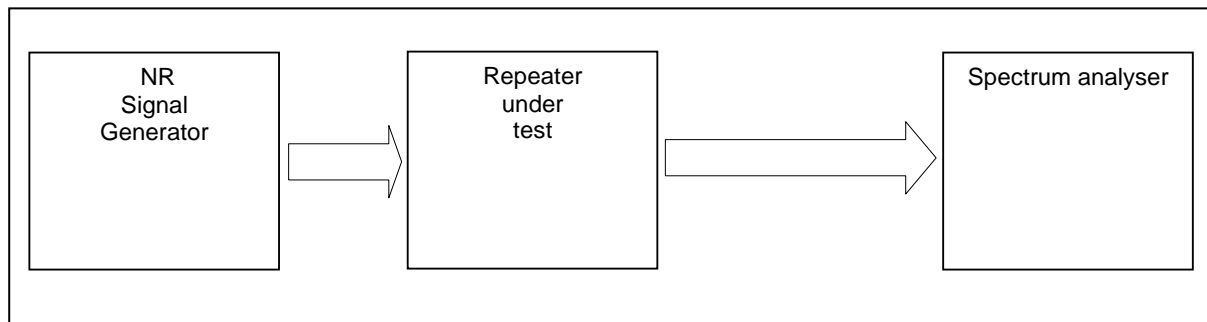 NR
Signal
Generator
Repeater
under
test
Spectrum analyser